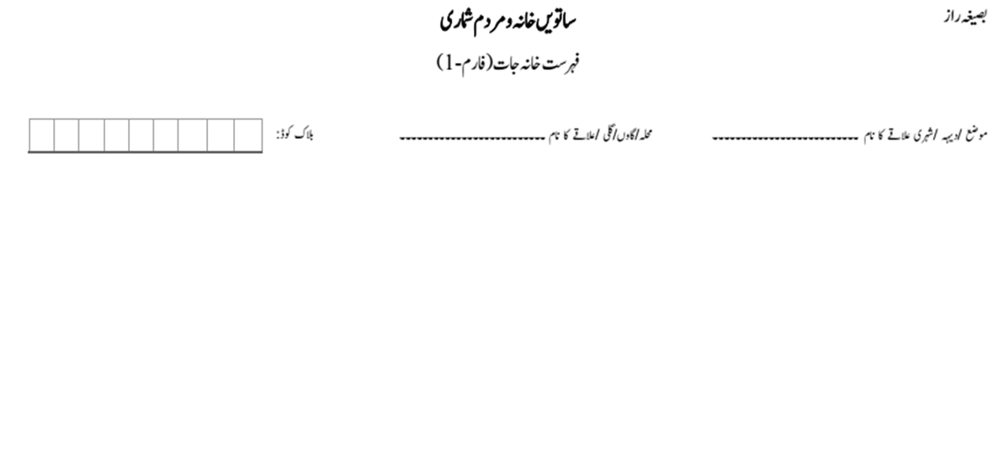 بصیغہ راز
ساتویں خانہ و مردم شماری
فہرست خانہ جات (فارم-1)
موضع /دیہہ /شہری علاقے کا نام -------------------------- محلہ/گاوں/گلی /علاقے کا نام -------------------------- بلاک کوڈ: